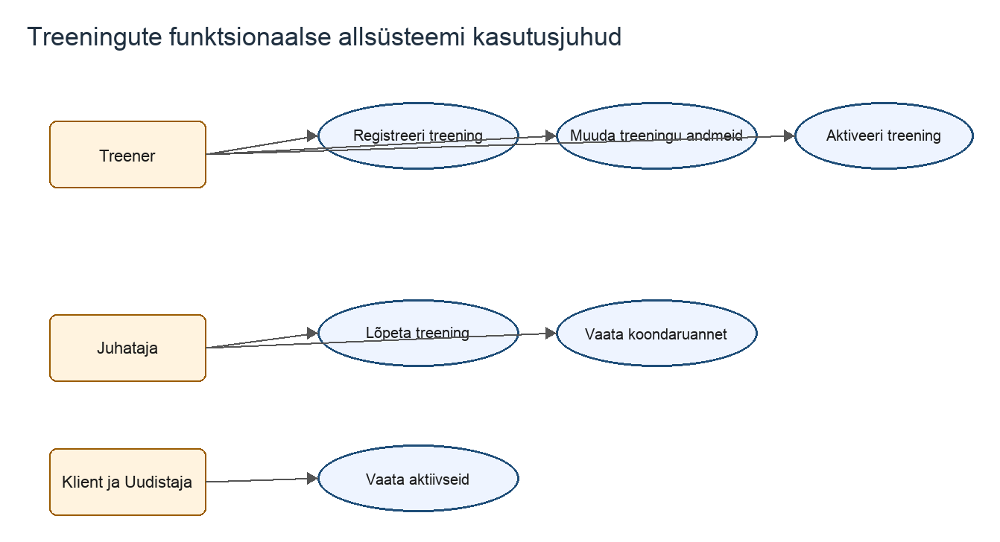 Treeningute funktsionaalse allsüsteemi kasutusjuhud
Treener
Registreeri treening
Muuda treeningu andmeid
Aktiveeri treening
Juhataja
Lõpeta treening
Vaata koondaruannet
Klient ja Uudistaja
Vaata aktiivseid